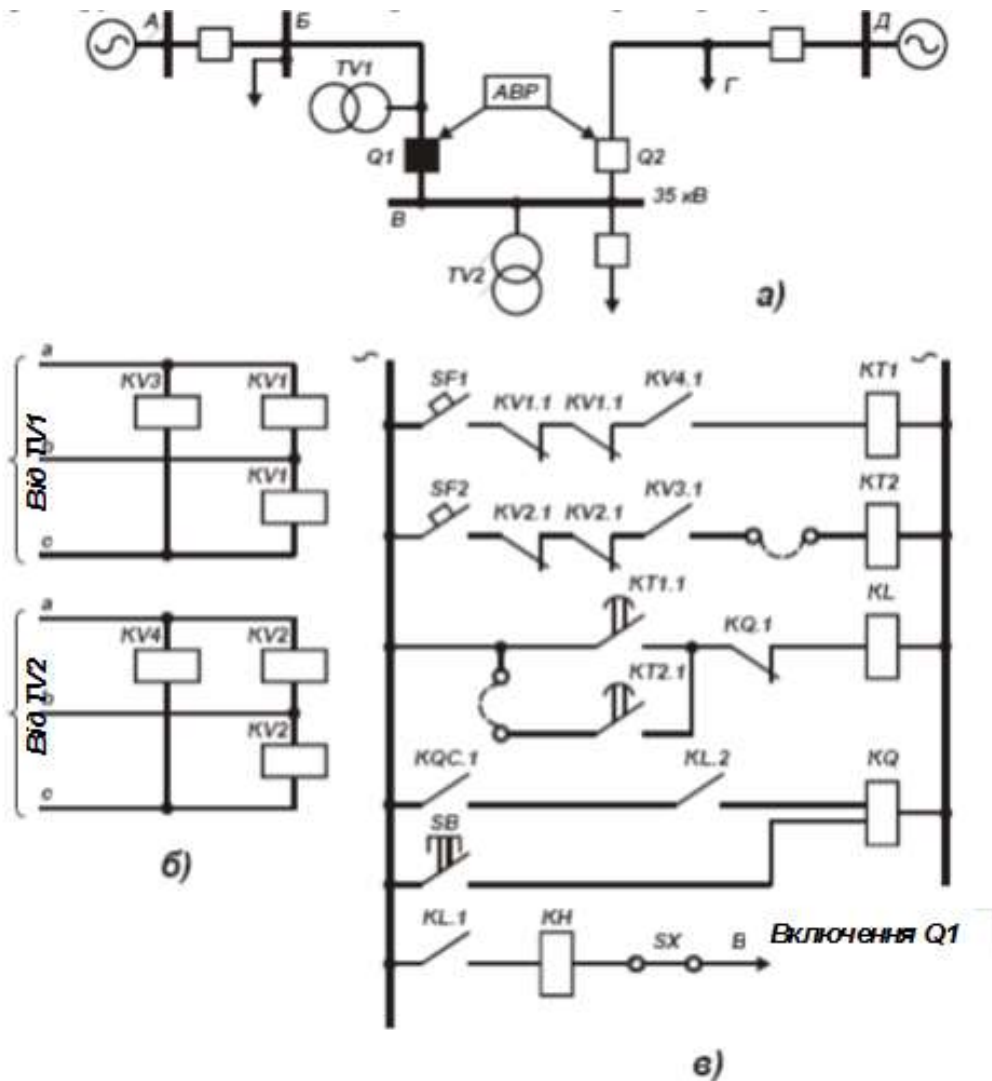 А Б Д
TV1 АВР Г
Q1 Q2
В 35 кВ
TV2
а)
a
KV3 KV1
b
KV1
c
Від TV1
a
KV4 KV2
b
KV2
c
Від TV2
б)
~ ~
SF1 KV1.1 KV1.1 KV4.1 KT1
SF2 KV2.1 KV2.1 KV3.1 KT2
KT1.1 KQ.1 KL
KT2.1
KQC.1 KL.2 KQ
SB
KL.1 KH SX В Включення Q1
в)